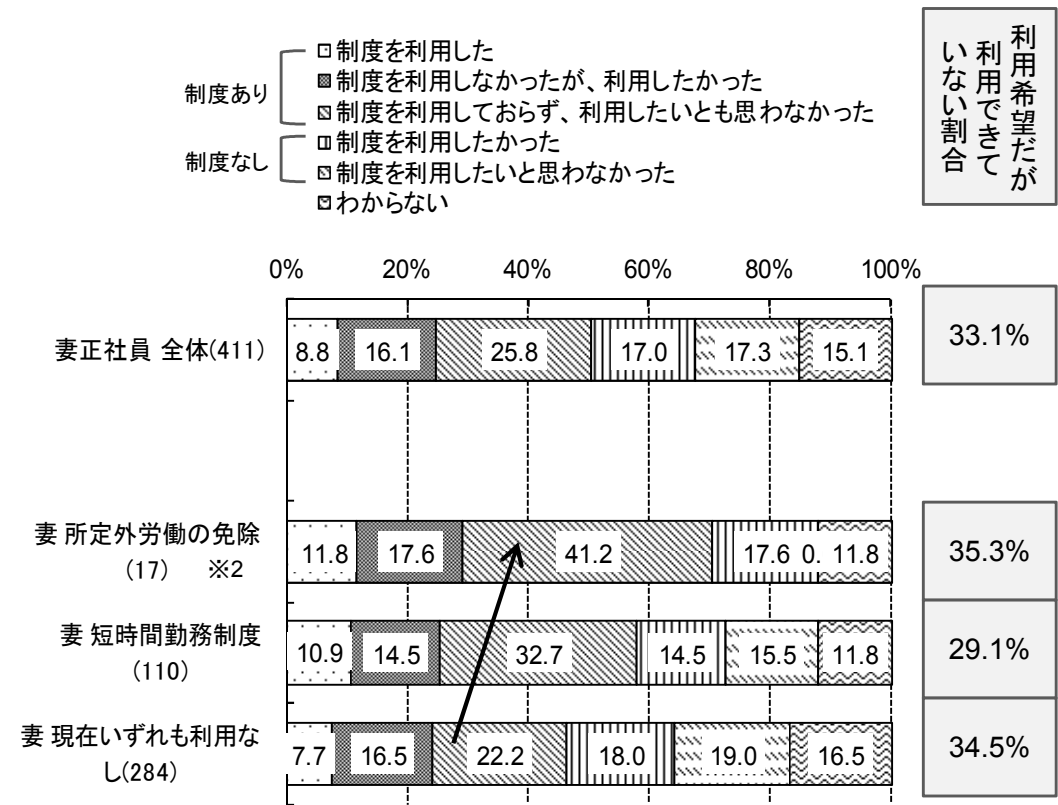 制度あり
制度を利用した
制度を利用しなかったが、利用したかった
制度を利用しておらず、利用したいとも思わなかった
制度なし
制度を利用したかった
制度を利用したいと思わなかった
わからない
利用希望だが
利用できて
いない割合
0% 20% 40% 60% 80% 100%
妻正社員 全体(411) 8.8 16.1 25.8 17.0 17.3 15.1 33.1%
妻 所定外労働の免除
(17) ※2 11.8 17.6 41.2 17.6 0. 11.8 35.3%
妻 短時間勤務制度
(110) 10.9 14.5 32.7 14.5 15.5 11.8 29.1%
妻 現在いずれも利用な
し(284) 7.7 16.5 22.2 18.0 19.0 16.5 34.5%